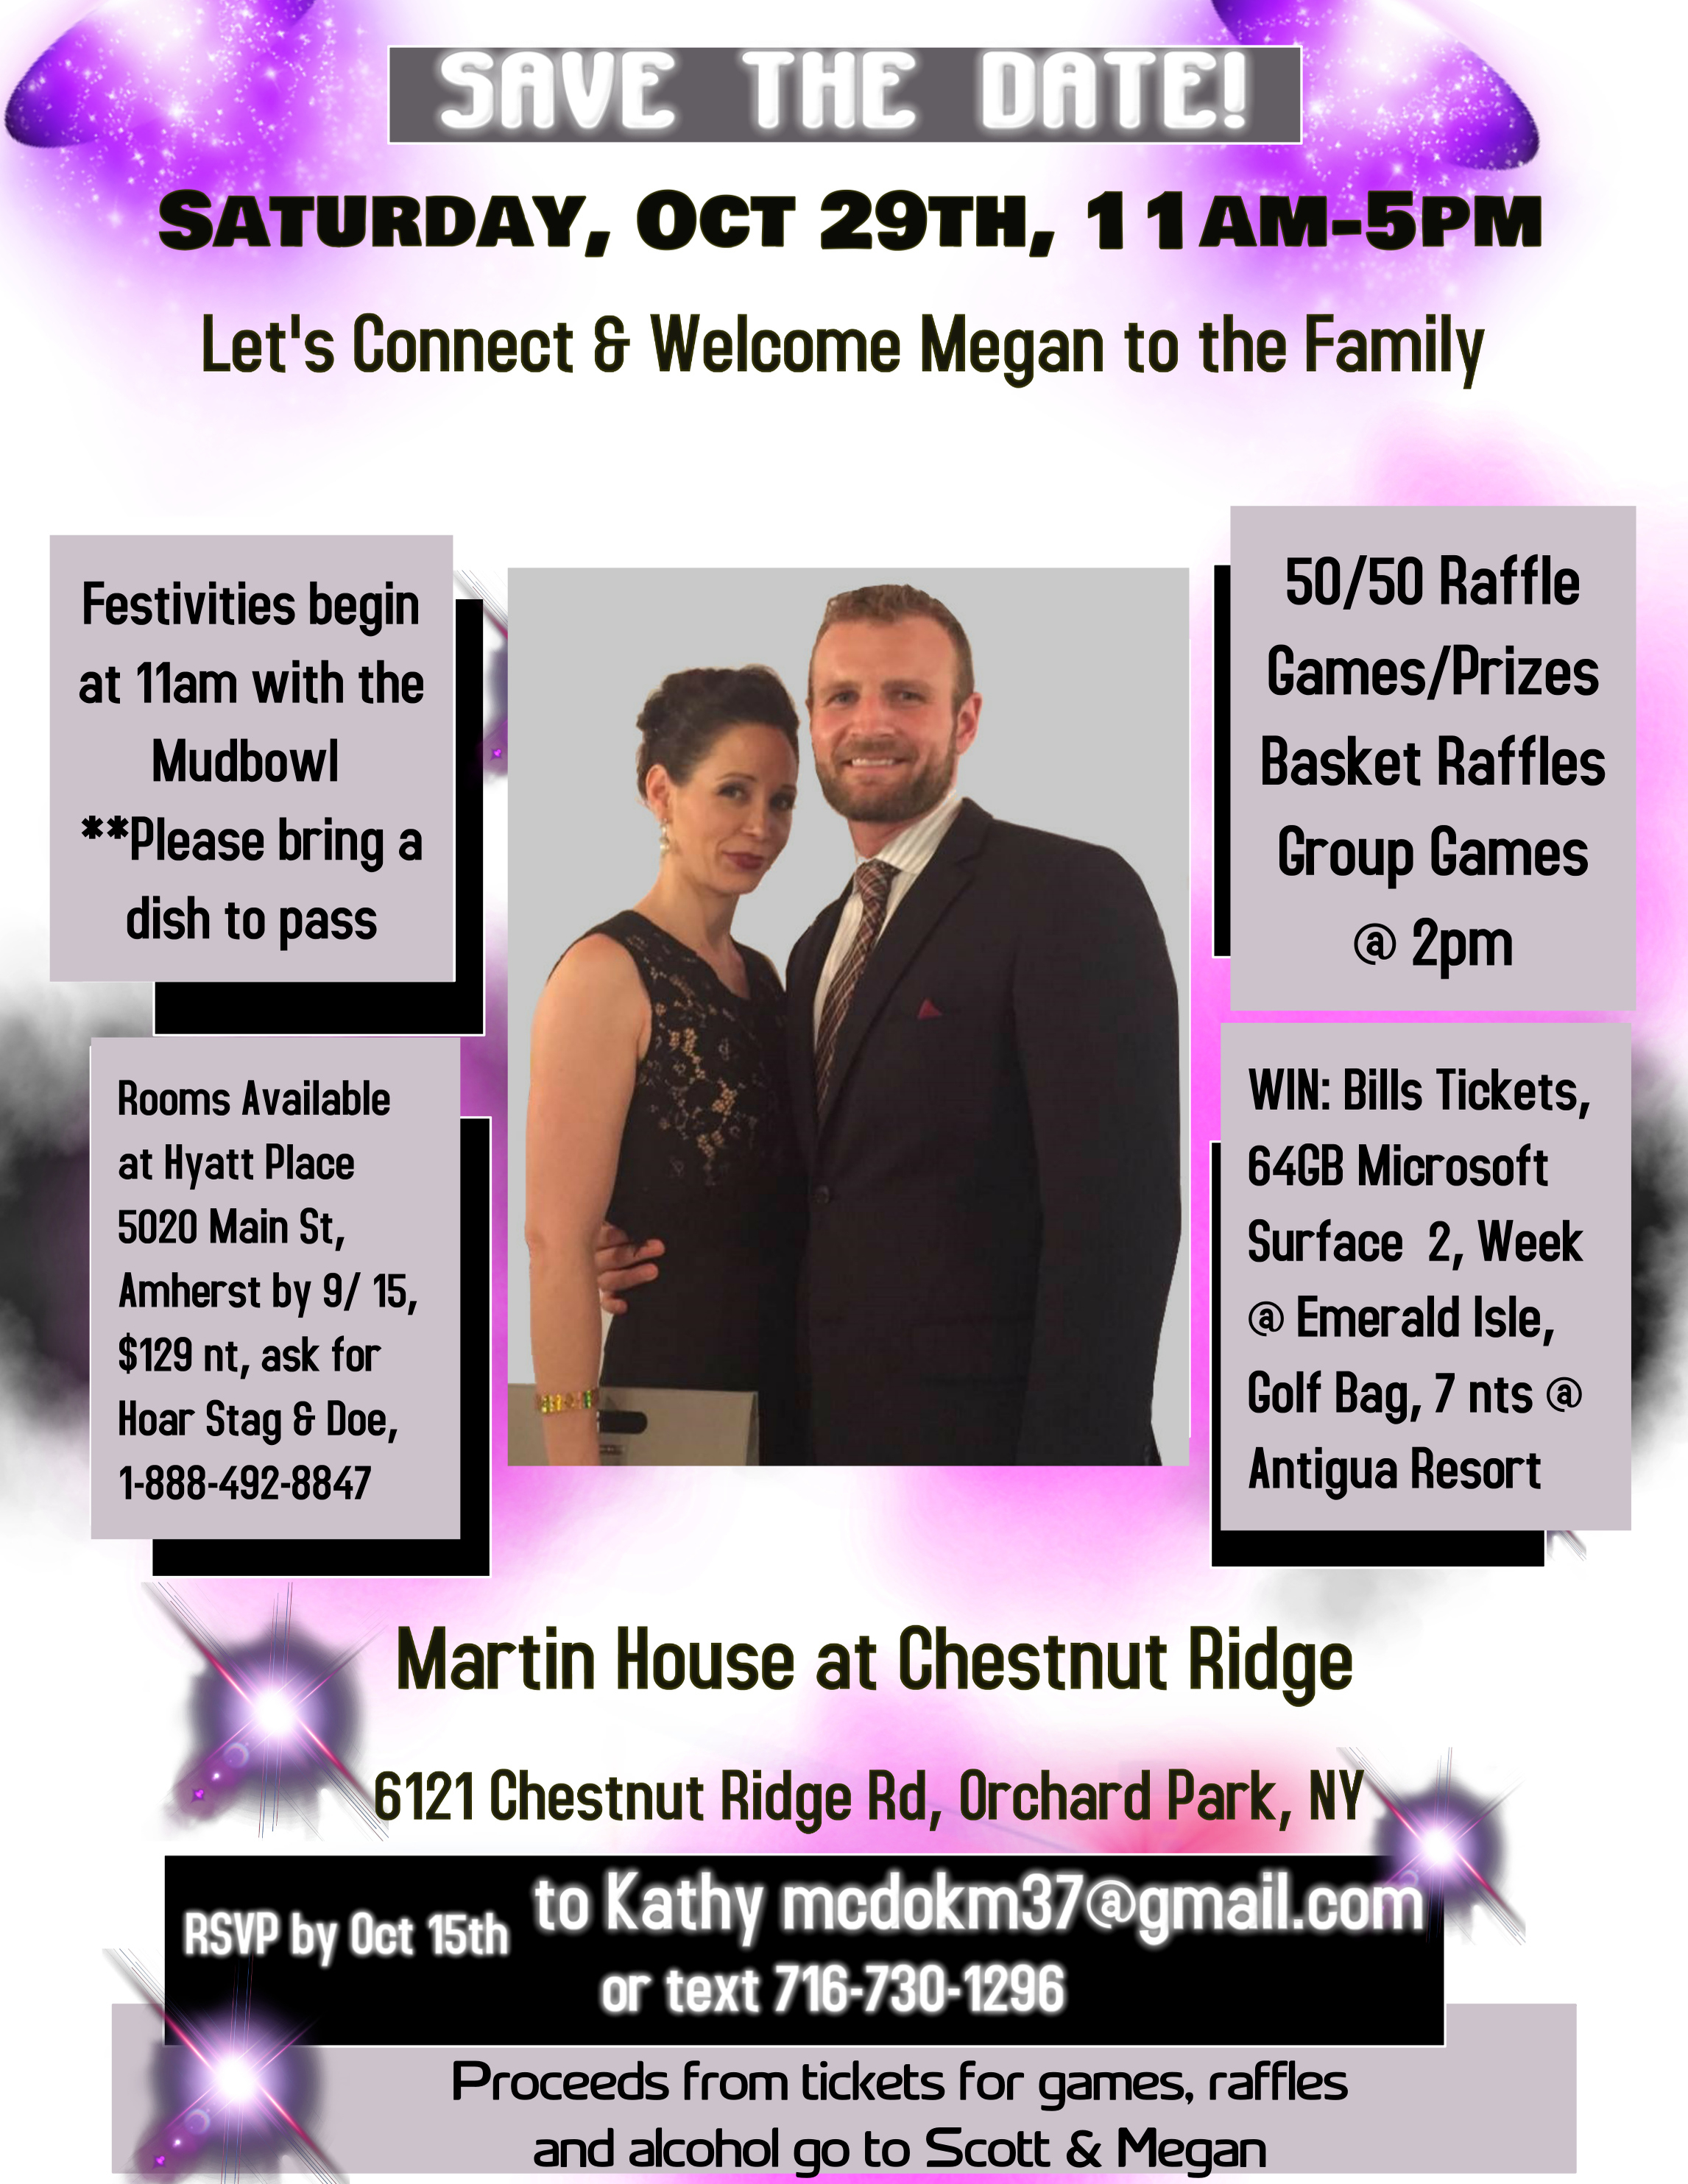 SAVE THE DATE!
Saturday, Oct 29th, 11am-5pm
Let's Connect & Welcome Megan to the Family
Festivities begin
at 11am with the
Mudbowl
**Please bring a
dish to pass
50/50 Raffle
Games/Prizes
Basket Raffles
Group Games
@ 2pm
Rooms Available
at Hyatt Place
5020 Main St,
Amherst by 9/ 15,
$129 nt, ask for
Hoar Stag & Doe,
1-888-492-8847
WIN: Bills Tickets,
64GB Microsoft
Surface 2, Week
@ Emerald Isle,
Golf Bag, 7 nts @
Antigua Resort
Martin House at Chestnut Ridge
6121 Chestnut Ridge Rd, Orchard Park, NY
RSVP by Oct 15th to Kathy mcdokm37@gmail.com
or text 716-730-1296
Proceeds from tickets for games, raffles
and alcohol go to Scott & Megan